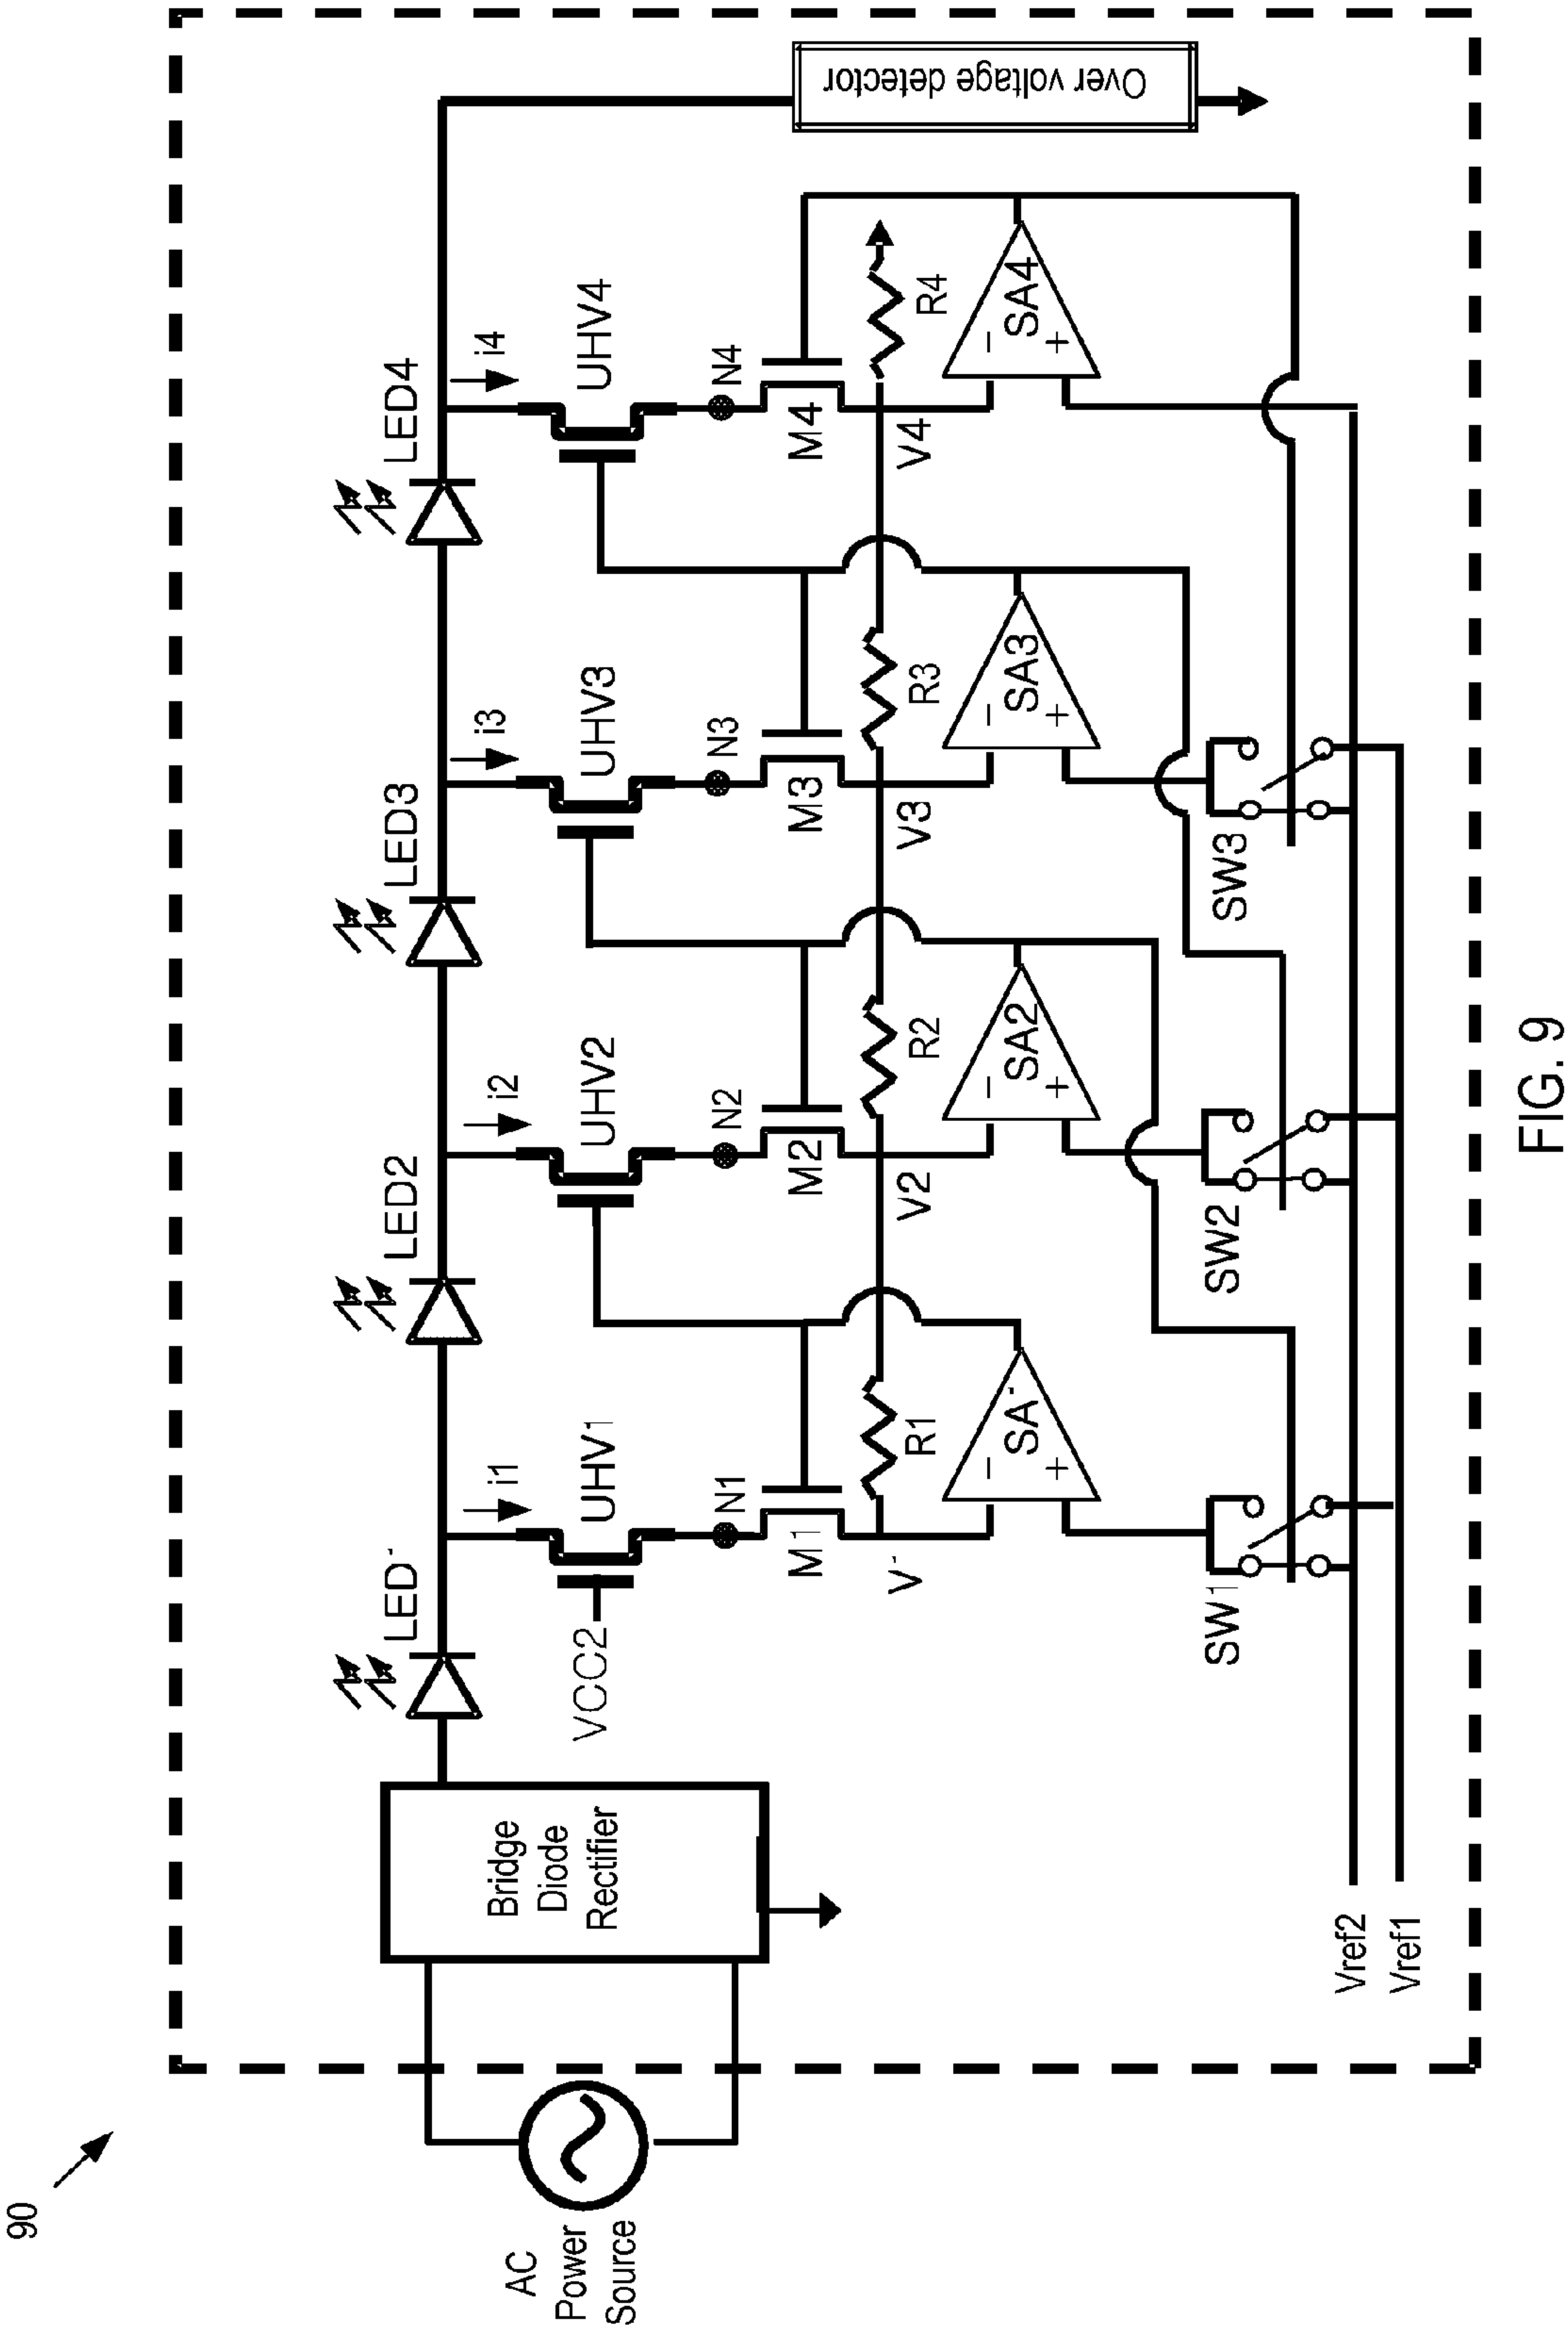 90
AC
Power
Source
Bridge
Diode
Rectifier
LED1
LED2
LED3
LED4
i1
i2
i3
i4
VCC2
UHV1
UHV2
UHV3
UHV4
N1
N2
N3
N4
M1
M2
M3
M4
V1
V2
V3
V4
R1
R2
R3
R4
− SA1 +
− SA2 +
− SA3 +
− SA4 +
SW1
SW2
SW3
Vref2
Vref1
Over voltage detector
FIG. 9